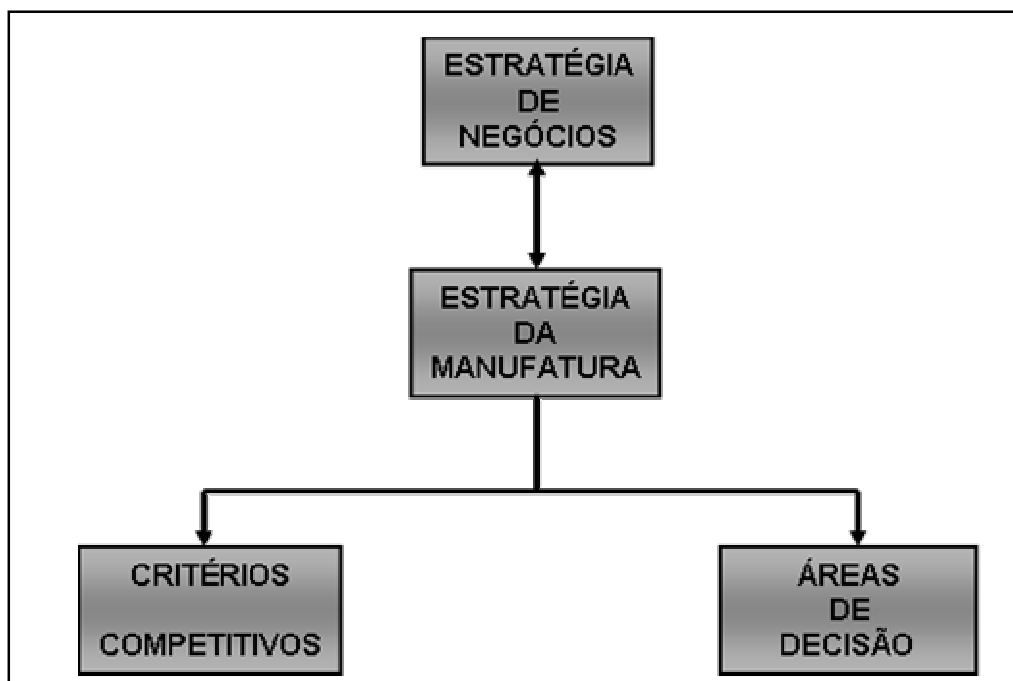 ESTRATÉGIA
DE
NEGÓCIOS
ESTRATÉGIA
DA
MANUFATURA
CRITÉRIOS
COMPETITIVOS
ÁREAS
DE
DECISÃO